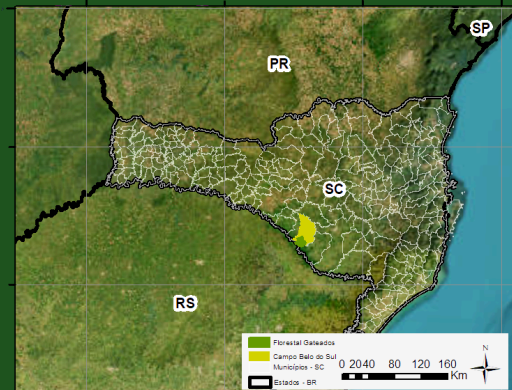 SP
PR
SC
RS
Florestal Gateados
Campo Belo do Sul
Municípios - SC
Estados - BR
0 20 40 80 120 160
Km
N